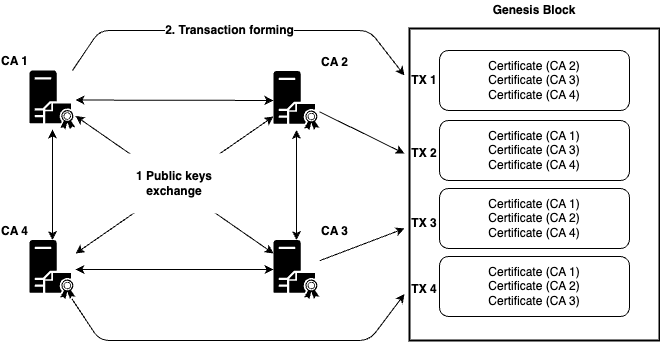 Genesis Block
2. Transaction forming
CA 1
CA 2
TX 1
Certificate (CA 2)
Certificate (CA 3)
Certificate (CA 4)
TX 2
Certificate (CA 1)
Certificate (CA 3)
Certificate (CA 4)
1 Public keys
exchange
CA 4
CA 3
TX 3
Certificate (CA 1)
Certificate (CA 2)
Certificate (CA 4)
TX 4
Certificate (CA 1)
Certificate (CA 2)
Certificate (CA 3)